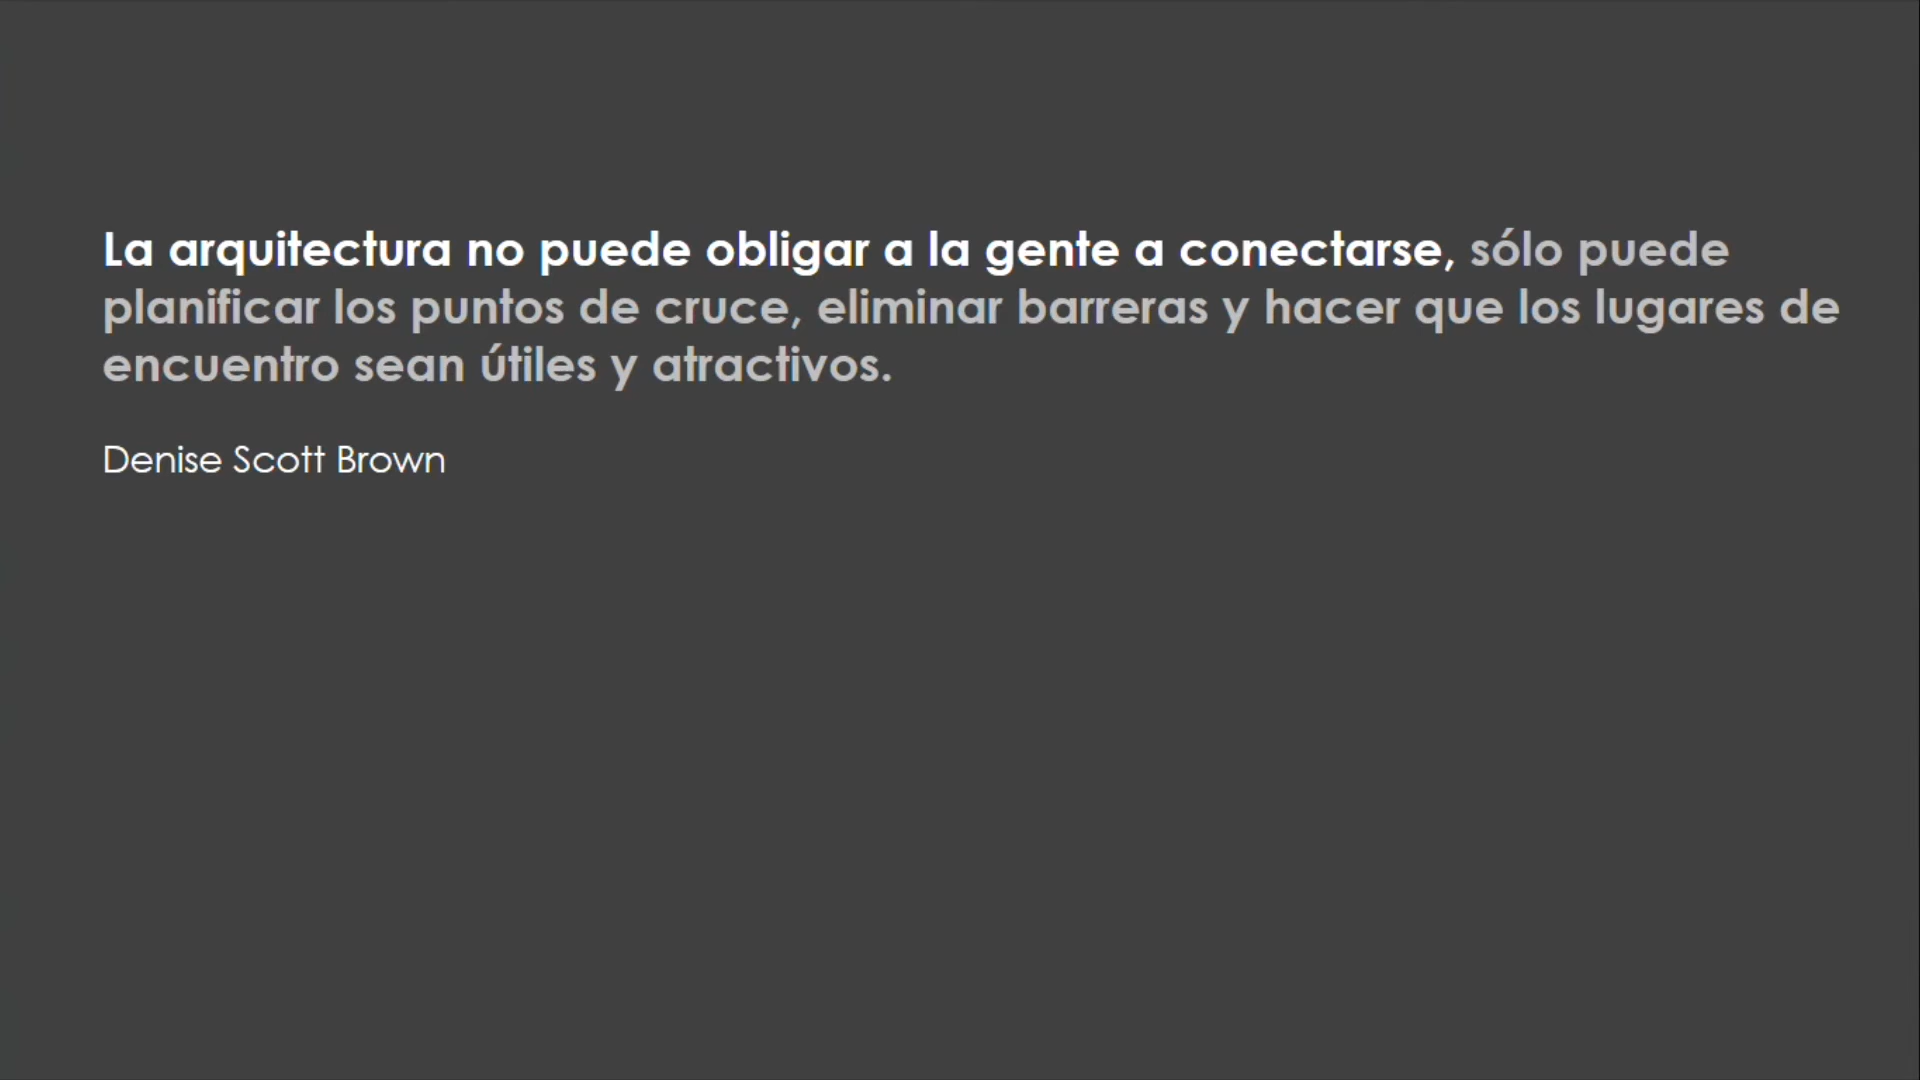 La arquitectura no puede obligar a la gente a conectarse, sólo puede
planificar los puntos de cruce, eliminar barreras y hacer que los lugares de
encuentro sean útiles y atractivos.
Denise Scott Brown